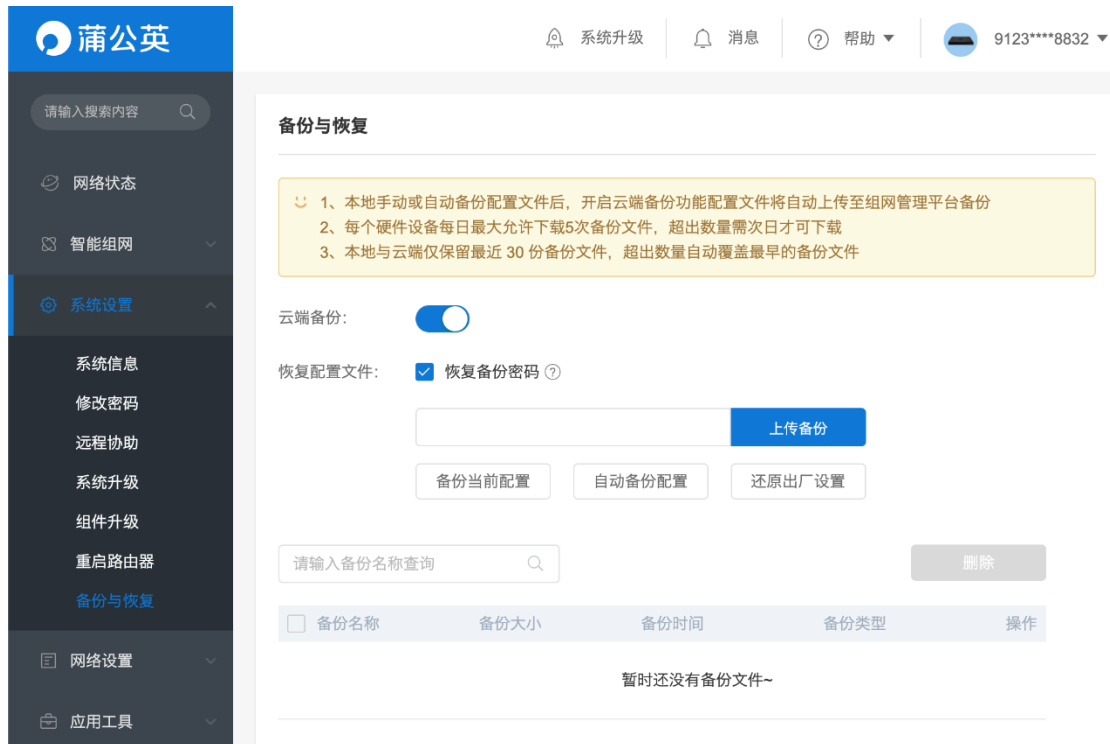 蒲公英
系统升级 消息 帮助 9123****8832
请输入搜索内容
网络状态
智能组网
系统设置
系统信息
修改密码
远程协助
系统升级
组件升级
重启路由器
备份与恢复
网络设置
应用工具
备份与恢复
1、本地手动或自动备份配置文件后，开启云端备份功能配置文件将自动上传至组网管理平台备份
2、每个硬件设备每日最大允许下载5次备份文件，超出数量需次日才可下载
3、本地与云端仅保留最近 30 份备份文件，超出数量自动覆盖最早的备份文件
云端备份：
恢复配置文件： 恢复备份密码 ?
上传备份
备份当前配置 自动备份配置 还原出厂设置
请输入备份名称查询 删除
备份名称 备份大小 备份时间 备份类型 操作
暂时还没有备份文件~